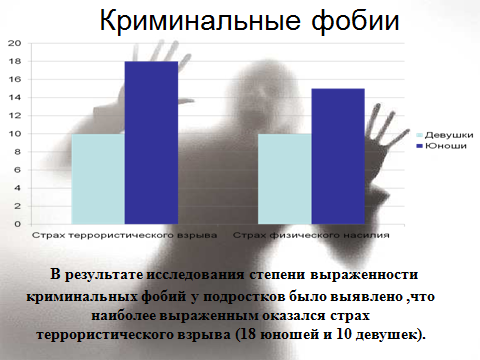 Криминальные фобии
20
18
16
14
12
10
8
6
4
2
0
Девушки
Юноши
Страх террористического взрыва Страх физического насилия
В результате исследования степени выраженности
криминальных фобий у подростков было выявлено ,что
наиболее выраженным оказался страх
террористического взрыва (18 юношей и 10 девушек).